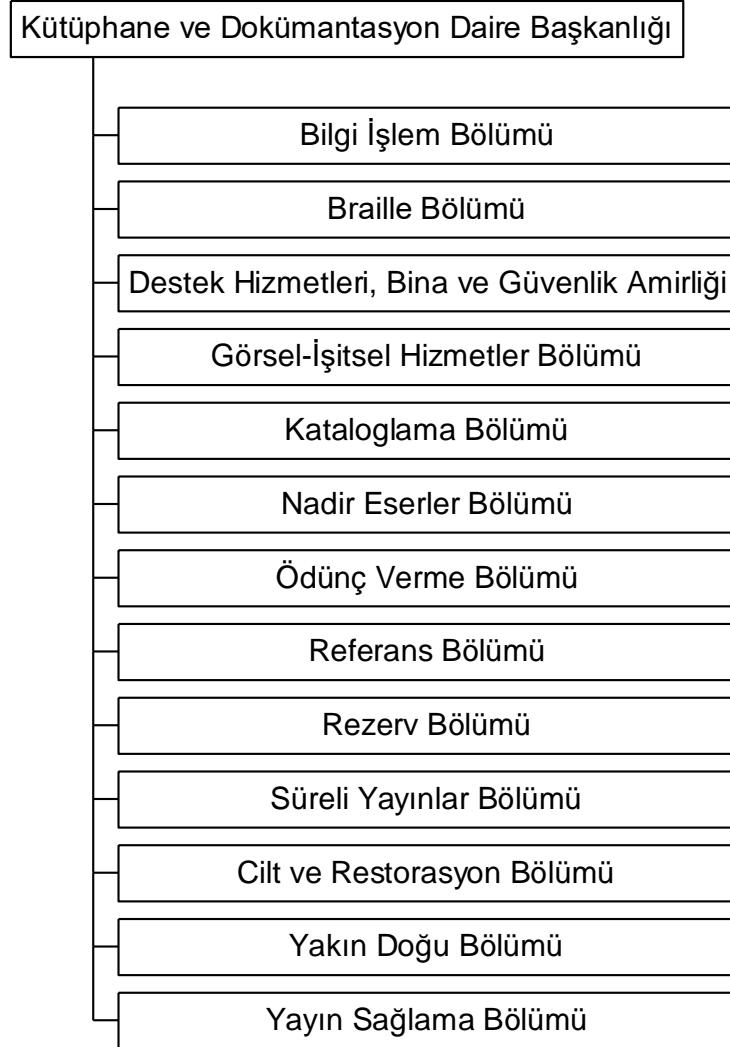 Kütüphane ve Dokümantasyon Daire Başkanlığı
Bilgi İşlem Bölümü
Braille Bölümü
Destek Hizmetleri, Bina ve Güvenlik Amirliği
Görsel-İşitsel Hizmetler Bölümü
Kataloglama Bölümü
Nadir Eserler Bölümü
Ödünç Verme Bölümü
Referans Bölümü
Rezerv Bölümü
Süreli Yayınlar Bölümü
Cilt ve Restorasyon Bölümü
Yakın Doğu Bölümü
Yayın Sağlama Bölümü